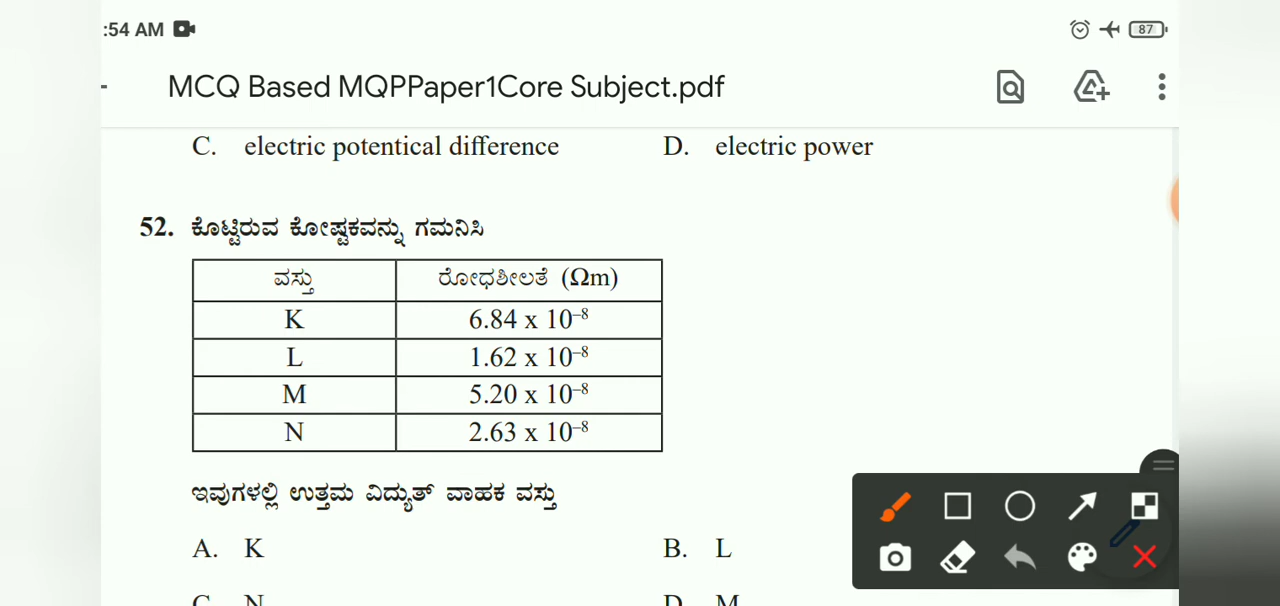 :54 AM
87
MCQ Based MQPPaper1Core Subject.pdf
C. electric potentical difference D. electric power
52. ಕೊಟ್ಟಿರುವ ಕೋಷ್ಟಕವನ್ನು ಗಮನಿಸಿ
ವಸ್ತು ರೋಧಶೀಲತೆ (Ωm)
K 6.84 x 10⁻⁸
L 1.62 x 10⁻⁸
M 5.20 x 10⁻⁸
N 2.63 x 10⁻⁸
ಇವುಗಳಲ್ಲಿ ಉತ್ತಮ ವಿದ್ಯುತ್ ವಾಹಕ ವಸ್ತು
A. K B. L
C. N D. M